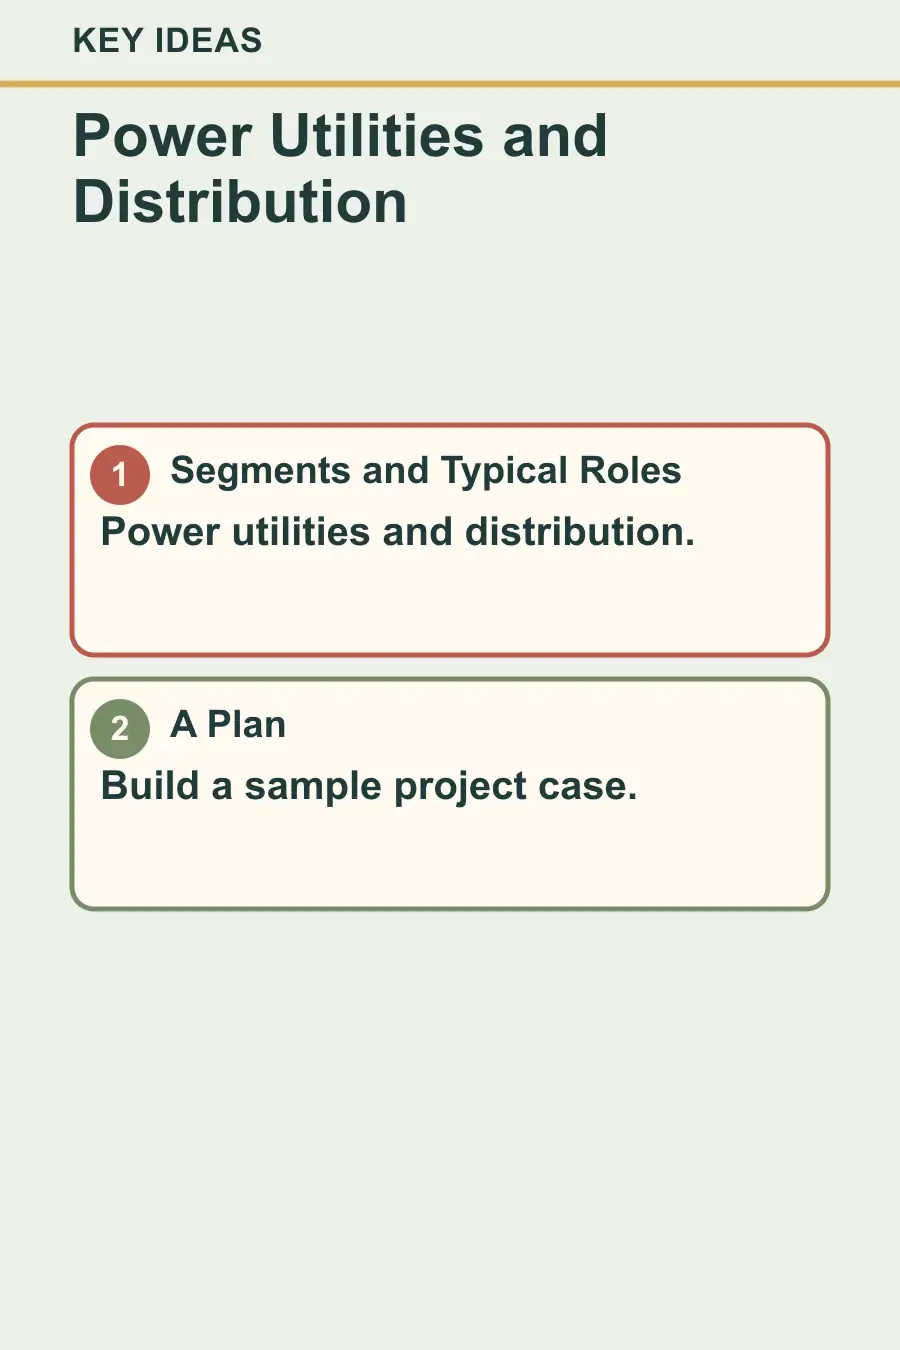 KEY IDEAS
Power Utilities and
Distribution
1 Segments and Typical Roles
Power utilities and distribution.
2 A Plan
Build a sample project case.